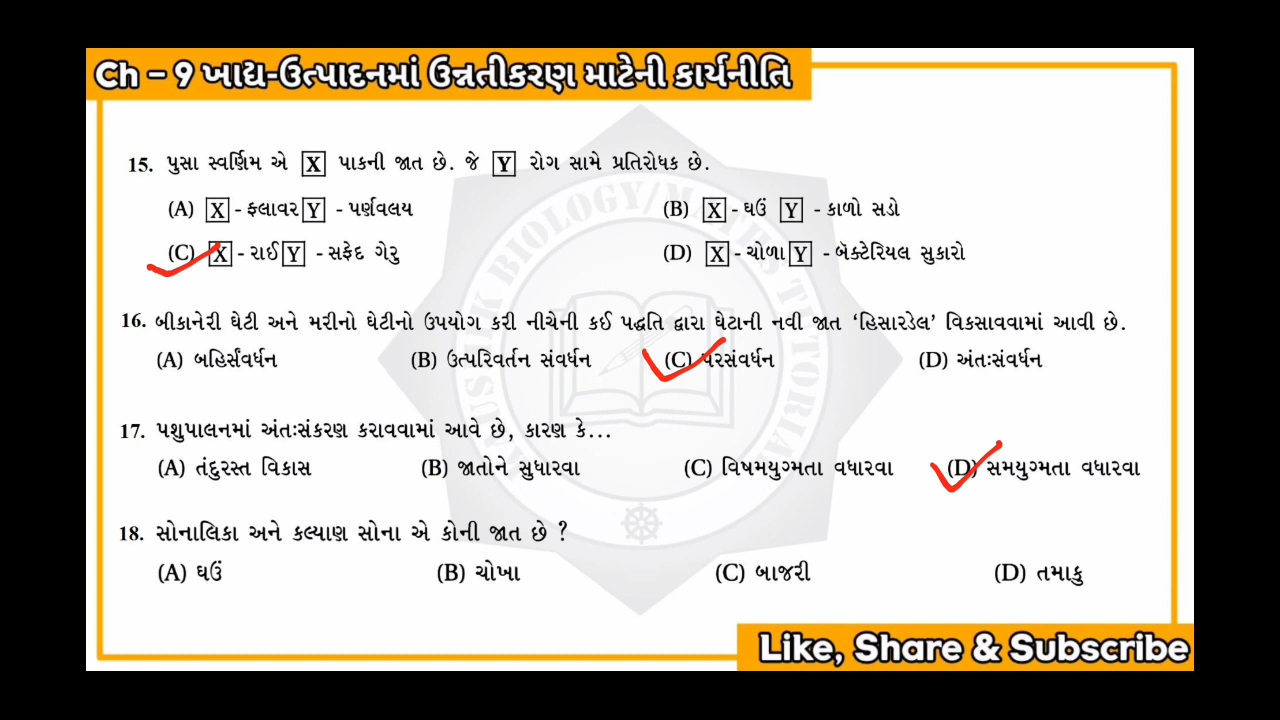 Ch – 9 ખાદ્ય-ઉત્પાદનમાં ઉન્નતીકરણ માટેની કાર્યનીતિ
15. પુસા સ્વર્ણિમ એ X પાકની જાત છે. જે Y રોગ સામે પ્રતિરોધક છે.
(A) X - ફ્લાવર Y - પર્ણવલય (B) X - ઘઉં Y - કાળો સડો
(C) X - રાઈ Y - સફેદ ગેરુ (D) X - ચોળા Y - બૅક્ટેરિયલ સુકારો
16. બીકાનેરી ઘેટી અને મરીનો ઘેટીનો ઉપયોગ કરી નીચેની કઈ પદ્ધતિ દ્વારા ઘેટાની નવી જાત ‘હિસારડેલ’ વિકસાવવામાં આવી છે.
(A) બહિર્સંવર્ધન (B) ઉત્પરિવર્તન સંવર્ધન (C) પરસંવર્ધન (D) અંતઃસંવર્ધન
17. પશુપાલનમાં અંતઃસંકરણ કરાવવામાં આવે છે, કારણ કે...
(A) તંદુરસ્ત વિકાસ (B) જાતોને સુધારવા (C) વિષમયુગ્મતા વધારવા (D) સમયુગ્મતા વધારવા
18. સોનાલિકા અને કલ્યાણ સોના એ કોની જાત છે ?
(A) ઘઉં (B) ચોખા (C) બાજરી (D) તમાકુ
Like, Share & Subscribe